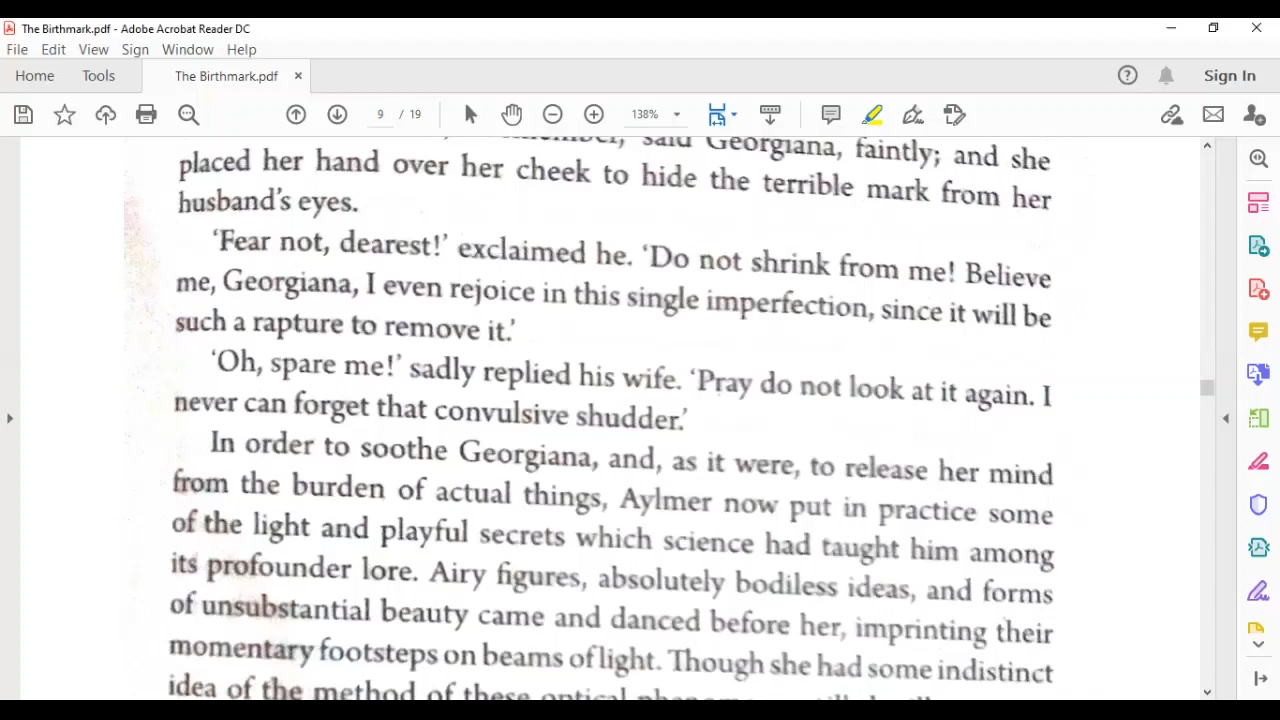 The Birthmark.pdf - Adobe Acrobat Reader DC
File Edit View Sign Window Help
Home Tools The Birthmark.pdf × Sign In
9 / 19 138%
said Georgiana, faintly; and she
placed her hand over her cheek to hide the terrible mark from her
husband's eyes.
'Fear not, dearest!' exclaimed he. 'Do not shrink from me! Believe
me, Georgiana, I even rejoice in this single imperfection, since it will be
such a rapture to remove it.'
'Oh, spare me!' sadly replied his wife. 'Pray do not look at it again. I
never can forget that convulsive shudder.'
In order to soothe Georgiana, and, as it were, to release her mind
from the burden of actual things, Aylmer now put in practice some
of the light and playful secrets which science had taught him among
its profounder lore. Airy figures, absolutely bodiless ideas, and forms
of unsubstantial beauty came and danced before her, imprinting their
momentary footsteps on beams of light. Though she had some indistinct
idea of the method of these optical